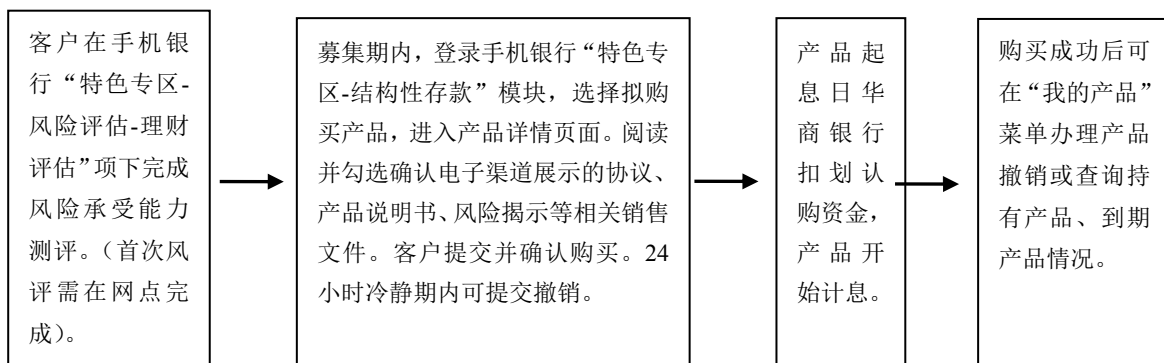 客户在手机银
行“特色专区-
风险评估-理财
评估”项下完成
风险承受能力
测评。（首次风
评需在网点完
成）。
募集期内，登录手机银行“特色专
区-结构性存款”模块，选择拟购
买产品，进入产品详情页面。阅读
并勾选确认电子渠道展示的协议、
产品说明书、风险揭示等相关销售
文件。客户提交并确认购买。24
小时冷静期内可提交撤销。
产品起
息日华
商银行
扣划认
购资金，
产品开
始计息。
购买成功后可
在“我的产品”
菜单办理产品
撤销或查询持
有产品、到期
产品情况。